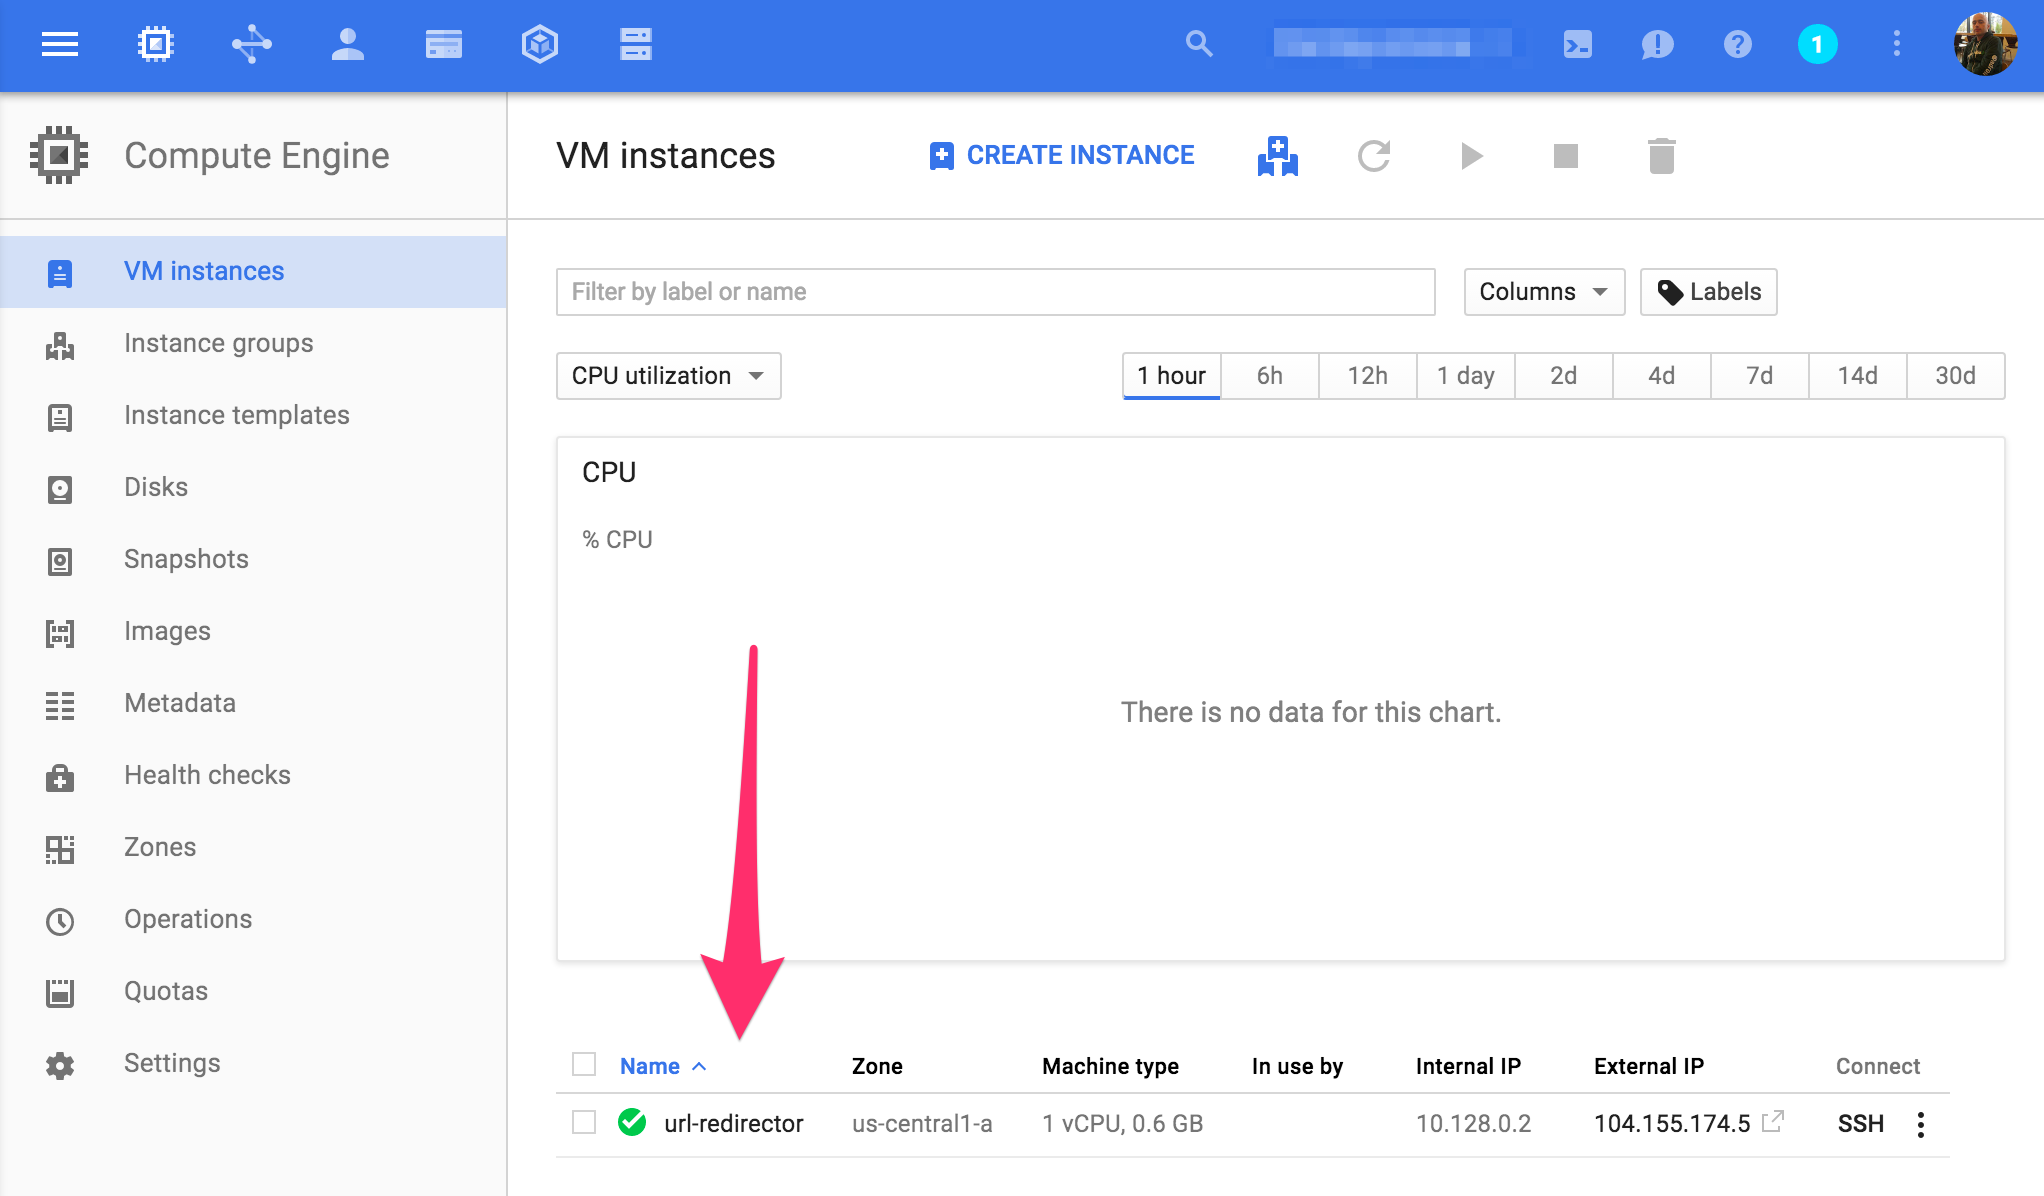 1
Compute Engine
VM instances
CREATE INSTANCE
VM instances
Instance groups
Instance templates
Disks
Snapshots
Images
Metadata
Health checks
Zones
Operations
Quotas
Settings
Filter by label or name
Columns
Labels
CPU utilization
1 hour 6h 12h 1 day 2d 4d 7d 14d 30d
CPU
% CPU
There is no data for this chart.
Name Zone Machine type In use by Internal IP External IP Connect
url-redirector us-central1-a 1 vCPU, 0.6 GB 10.128.0.2 104.155.174.5 SSH